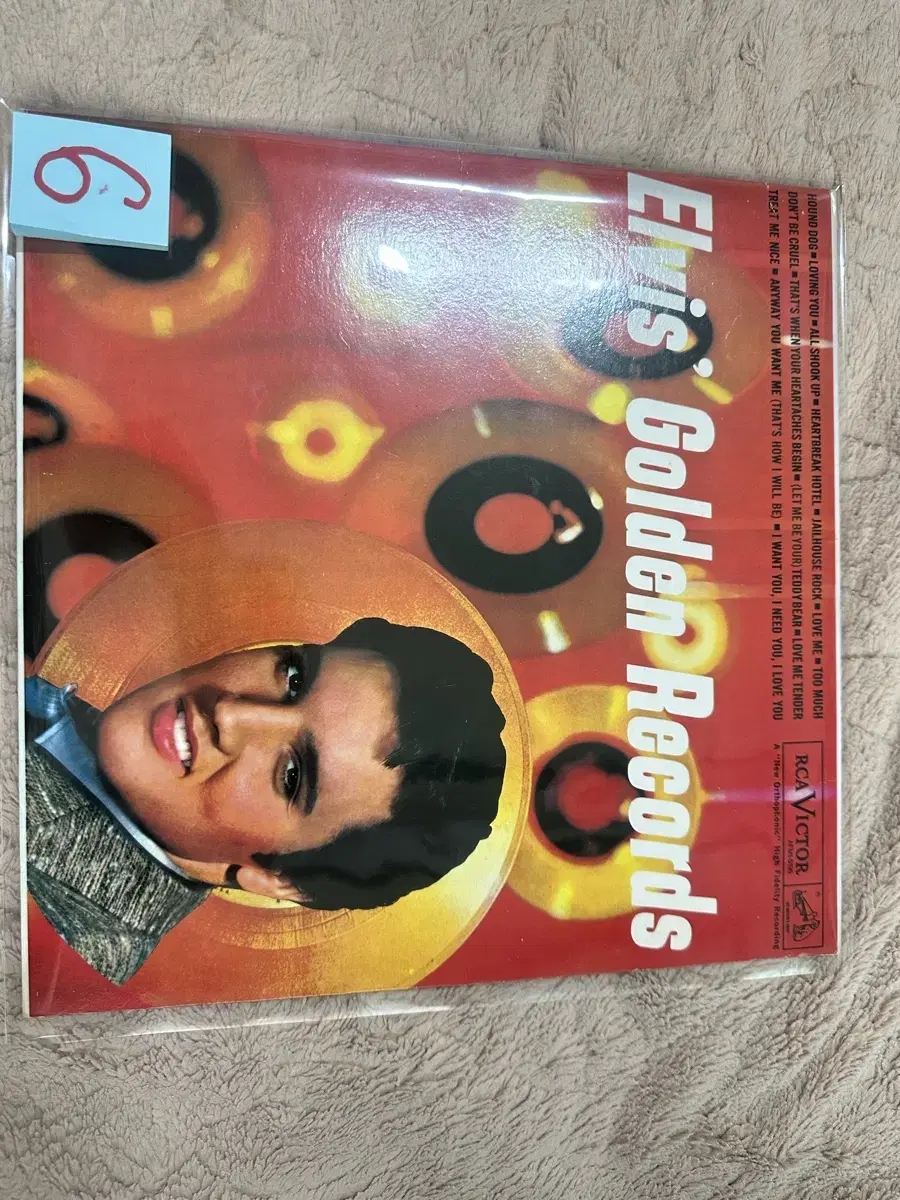 HOUND DOG ■ LOVING YOU ■ ALL SHOOK UP ■ HEARTBREAK HOTEL ■ JAILHOUSE ROCK ■ LOVE ME ■ TOO MUCH
DON'T BE CRUEL ■ THAT'S WHEN YOUR HEARTACHES BEGIN ■ (LET ME BE YOUR) TEDDY BEAR ■ LOVE ME TENDER
TREAT ME NICE ■ ANYWAY YOU WANT ME (THAT'S HOW I WILL BE) ■ I WANT YOU, I NEED YOU, I LOVE YOU
RCA VICTOR ®
A "New Orthophonic" High Fidelity Recording
Elvis' Golden Records
6